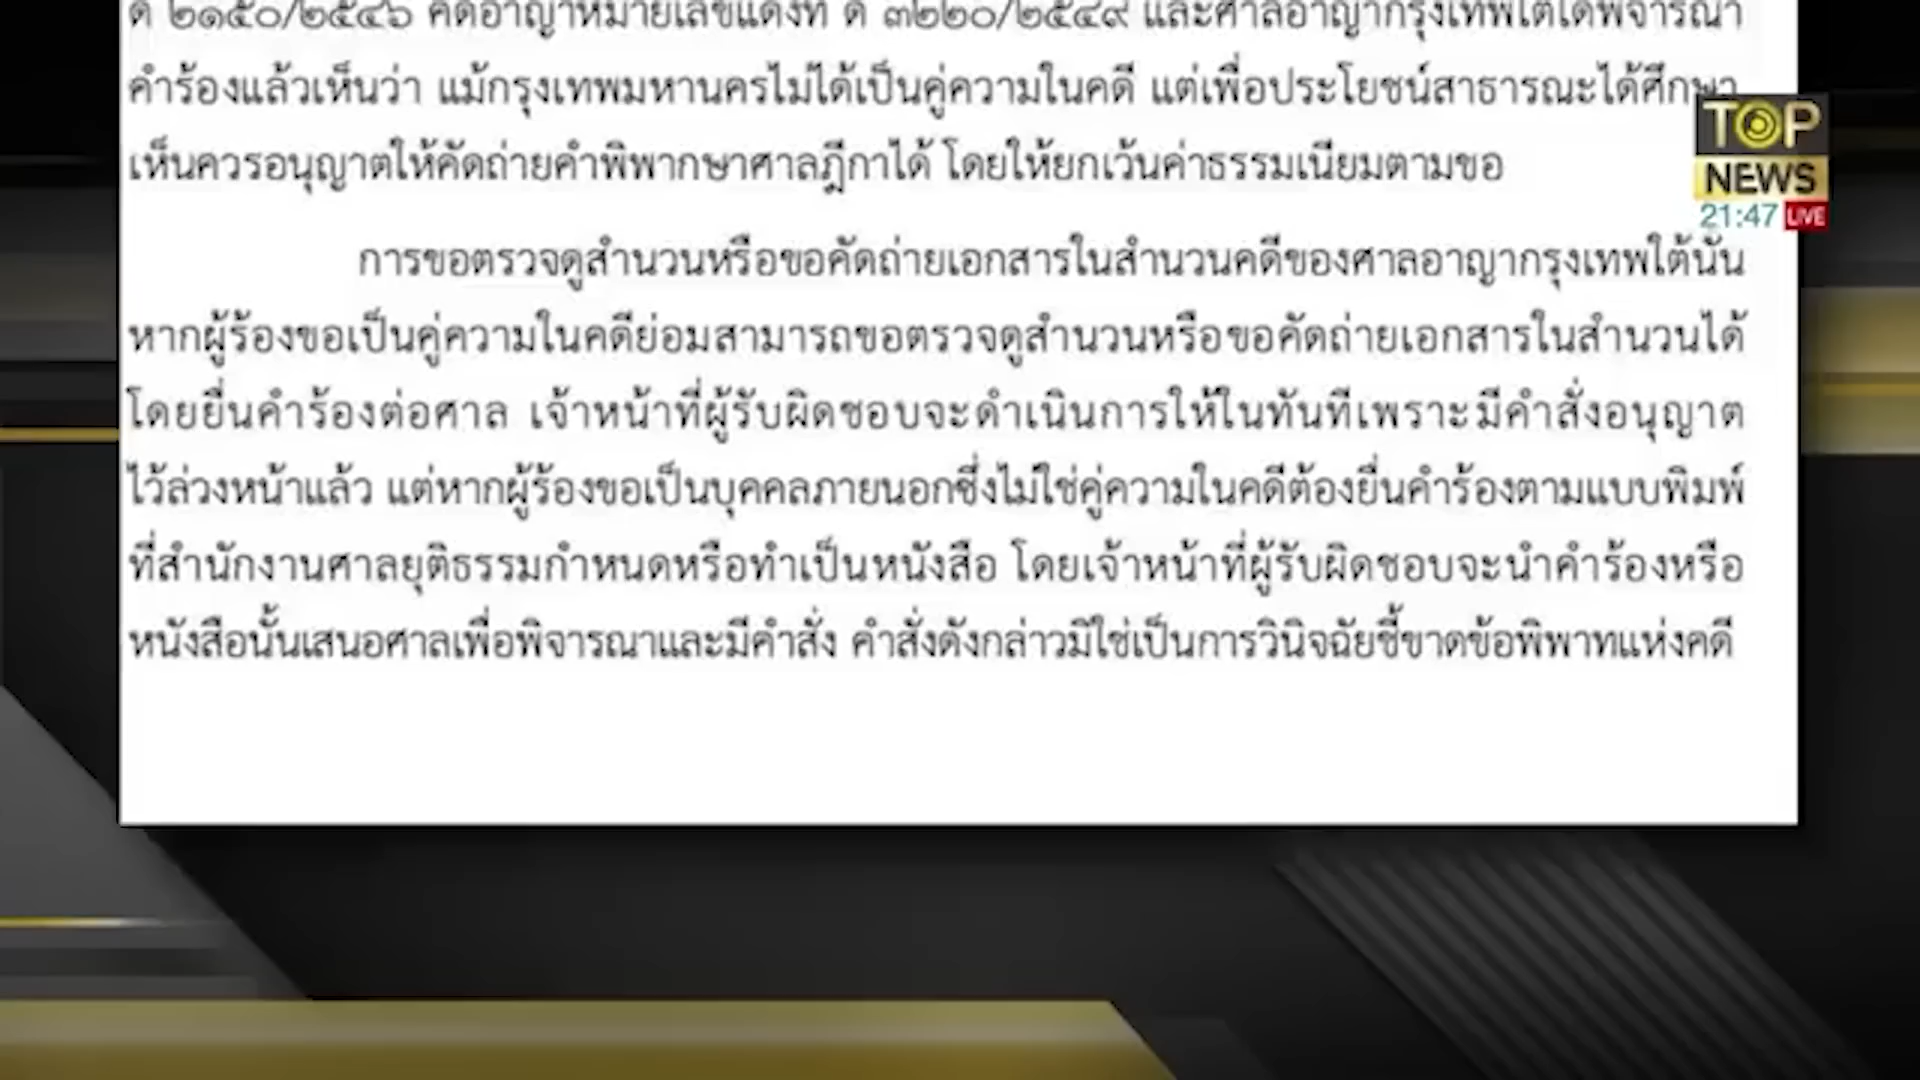 ดี ๒๑๕๐/๒๕๔๖ คดีอาญาหมายเลขแดงที่ ด ๓๒๒๐/๒๕๔๙ และศาลอาญากรุงเทพใต้ได้พิจารณา
คำร้องแล้วเห็นว่า แม้กรุงเทพมหานครไม่ได้เป็นคู่ความในคดี แต่เพื่อประโยชน์สาธารณะได้ศึกษา
เห็นควรอนุญาตให้คัดถ่ายคำพิพากษาศาลฎีกาได้ โดยให้ยกเว้นค่าธรรมเนียมตามขอ
TOP
NEWS
21:47 LIVE
การขอตรวจดูสำนวนหรือขอคัดถ่ายเอกสารในสำนวนคดีของศาลอาญากรุงเทพใต้นั้น
หากผู้ร้องขอเป็นคู่ความในคดีย่อมสามารถขอตรวจดูสำนวนหรือขอคัดถ่ายเอกสารในสำนวนได้
โดยยื่นคำร้องต่อศาล เจ้าหน้าที่ผู้รับผิดชอบจะดำเนินการให้ในทันทีเพราะมีคำสั่งอนุญาต
ไว้ล่วงหน้าแล้ว แต่หากผู้ร้องขอเป็นบุคคลภายนอกซึ่งไม่ใช่คู่ความในคดีต้องยื่นคำร้องตามแบบพิมพ์
ที่สำนักงานศาลยุติธรรมกำหนดหรือทำเป็นหนังสือ โดยเจ้าหน้าที่ผู้รับผิดชอบจะนำคำร้องหรือ
หนังสือนั้นเสนอศาลเพื่อพิจารณาและมีคำสั่ง คำสั่งดังกล่าวมิใช่เป็นการวินิจฉัยชี้ขาดข้อพิพาทแห่งคดี